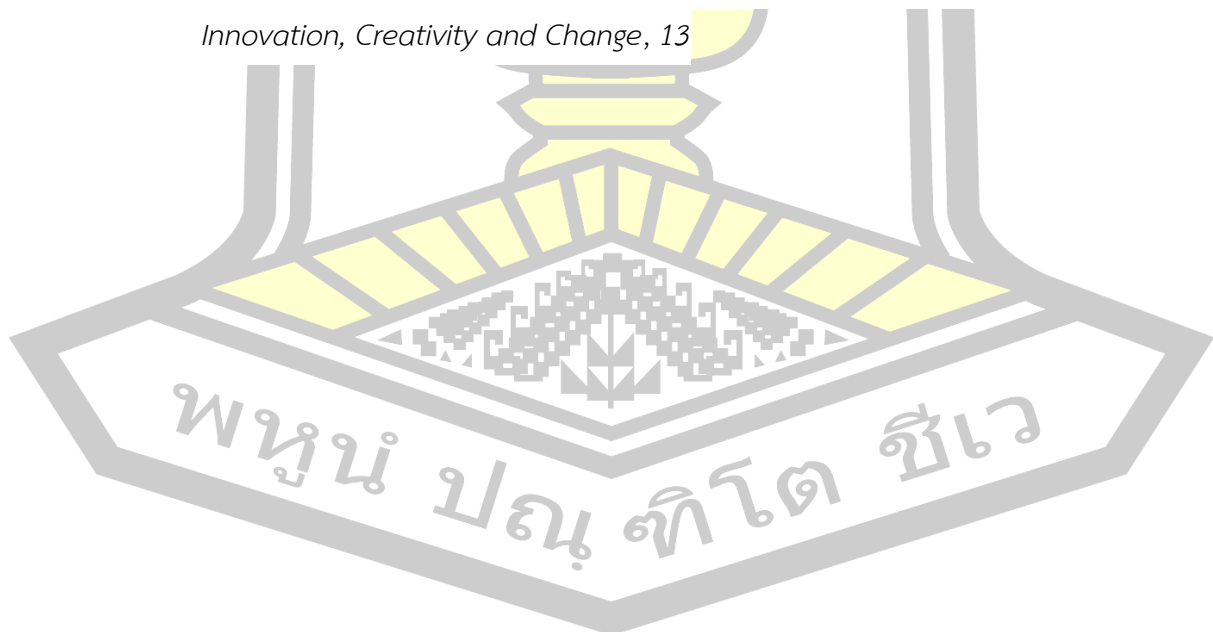 Innovation, Creativity and Change, 13
พหูนํ ปณฺฑิโต ชีเว